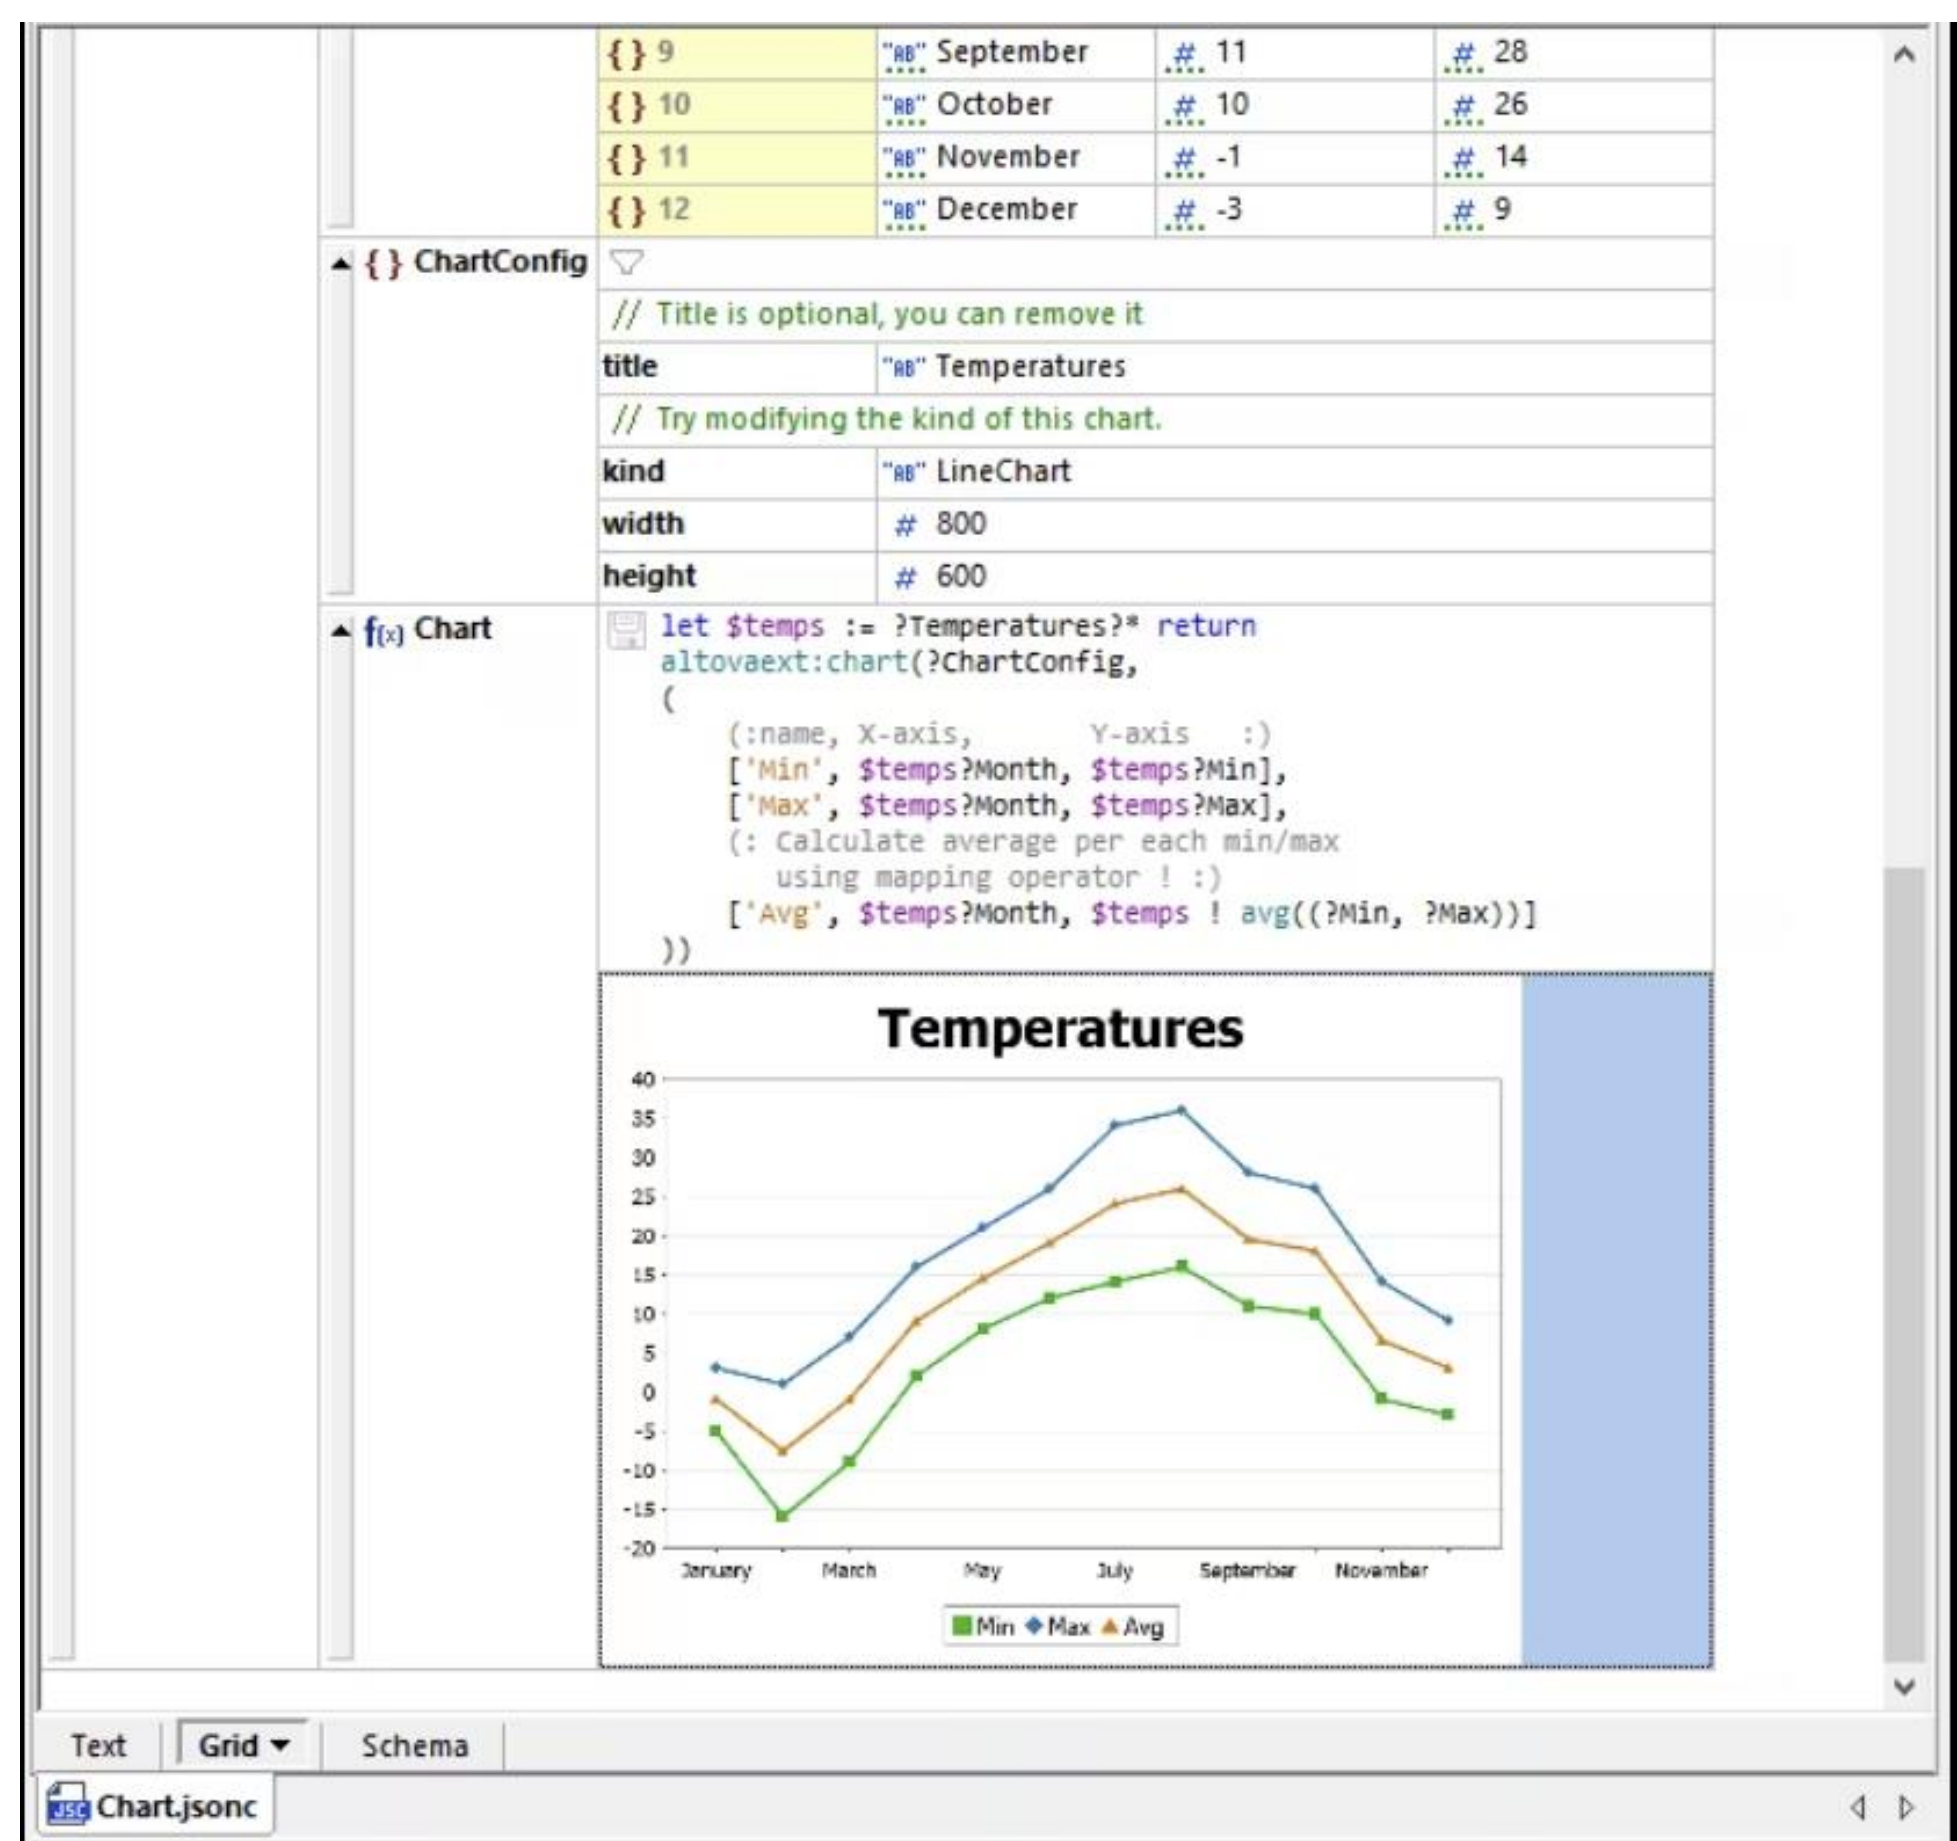 { } 9 "AB" September # 11 # 28
{ } 10 "AB" October # 10 # 26
{ } 11 "AB" November # -1 # 14
{ } 12 "AB" December # -3 # 9
{ } ChartConfig
// Title is optional, you can remove it
title "AB" Temperatures
// Try modifying the kind of this chart.
kind "AB" LineChart
width # 800
height # 600
f(x) Chart
let $temps := ?Temperatures?* return
altovaext:chart(?ChartConfig,
(
(:name, X-axis, Y-axis :)
['Min', $temps?Month, $temps?Min],
['Max', $temps?Month, $temps?Max],
(: Calculate average per each min/max
using mapping operator ! :)
['Avg', $temps?Month, $temps ! avg((?Min, ?Max))]
))
Temperatures
40
35
30
25
20
15
10
5
0
-5
-10
-15
-20
January March May July September November
Min Max Avg
Text Grid Schema
JSC Chart.jsonc